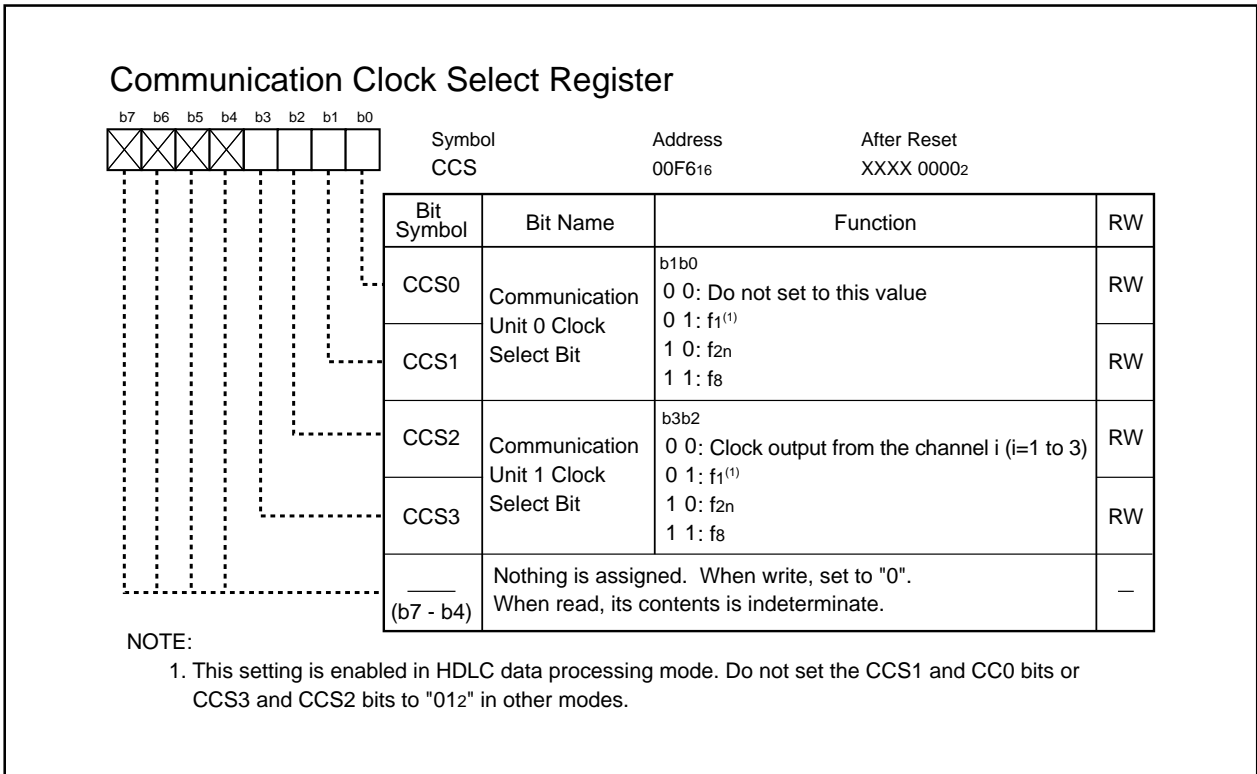 Communication Clock Select Register
b7 b6 b5 b4 b3 b2 b1 b0
Symbol Address After Reset
CCS 00F616 XXXX 00002
Bit Symbol Bit Name Function RW
CCS0 RW
CCS1 RW
Communication
Unit 0 Clock
Select Bit
b1b0
0 0: Do not set to this value
0 1: f1(1)
1 0: f2n
1 1: f8
CCS2 RW
CCS3 RW
Communication
Unit 1 Clock
Select Bit
b3b2
0 0: Clock output from the channel i (i=1 to 3)
0 1: f1(1)
1 0: f2n
1 1: f8
(b7 - b4)
Nothing is assigned. When write, set to "0".
When read, its contents is indeterminate.
—
NOTE:
1. This setting is enabled in HDLC data processing mode. Do not set the CCS1 and CC0 bits or
CCS3 and CCS2 bits to "012" in other modes.